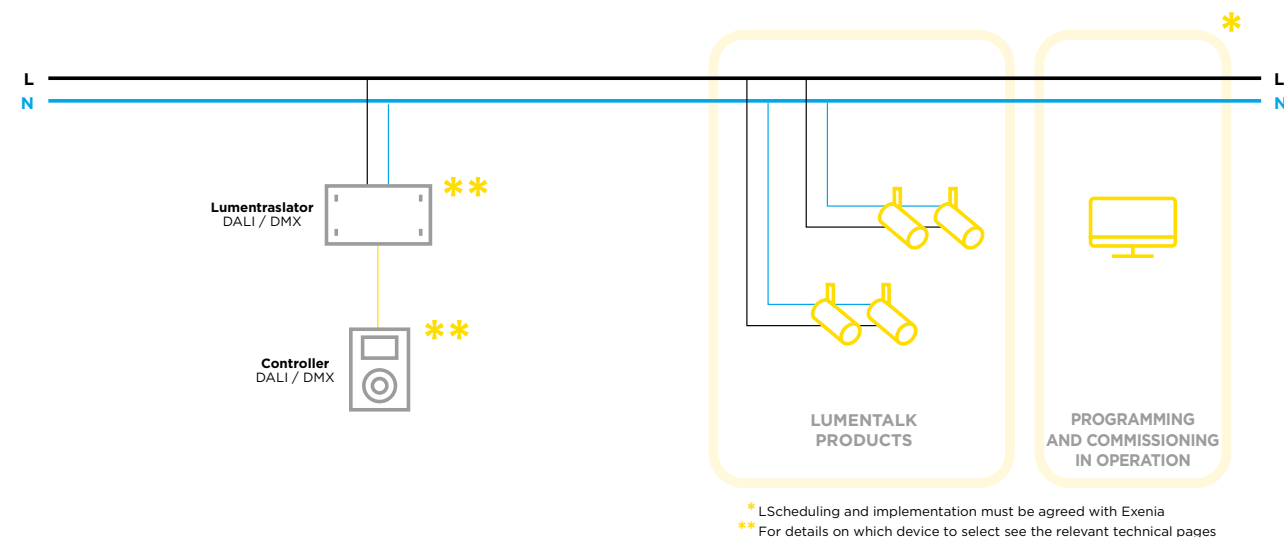 *
L L
N N
**
Lumentraslator
DALI / DMX
**
Controller
DALI / DMX
LUMENTALK
PRODUCTS
PROGRAMMING
AND COMMISSIONING
IN OPERATION
* LScheduling and implementation must be agreed with Exenia
** For details on which device to select see the relevant technical pages